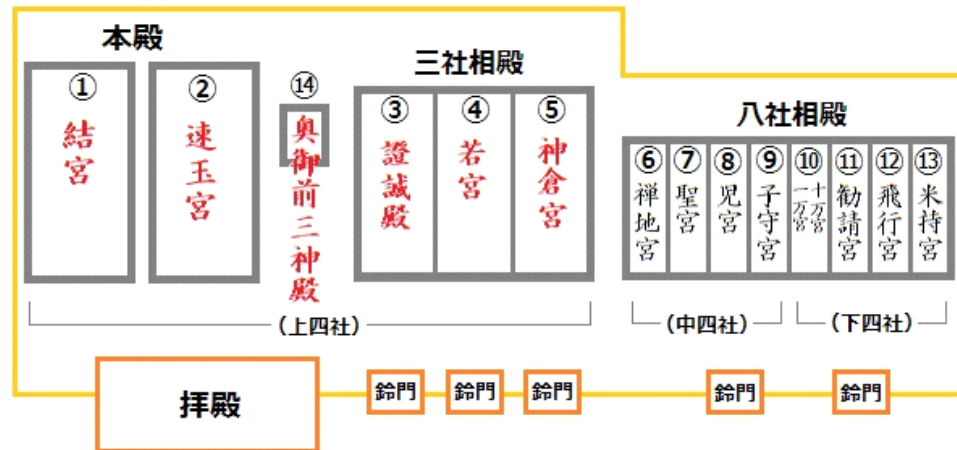 本殿
①
結宮
②
速玉宮
⑭
奥御前三神殿
三社相殿
③
證誠殿
④
若宮
⑤
神倉宮
八社相殿
⑥
禅地宮
⑦
聖宮
⑧
児宮
⑨
子守宮
⑩
十万宮
一万宮
⑪
勧請宮
⑫
飛行宮
⑬
米持宮
(上四社)
(中四社)
(下四社)
拝殿
鈴門
鈴門
鈴門
鈴門
鈴門